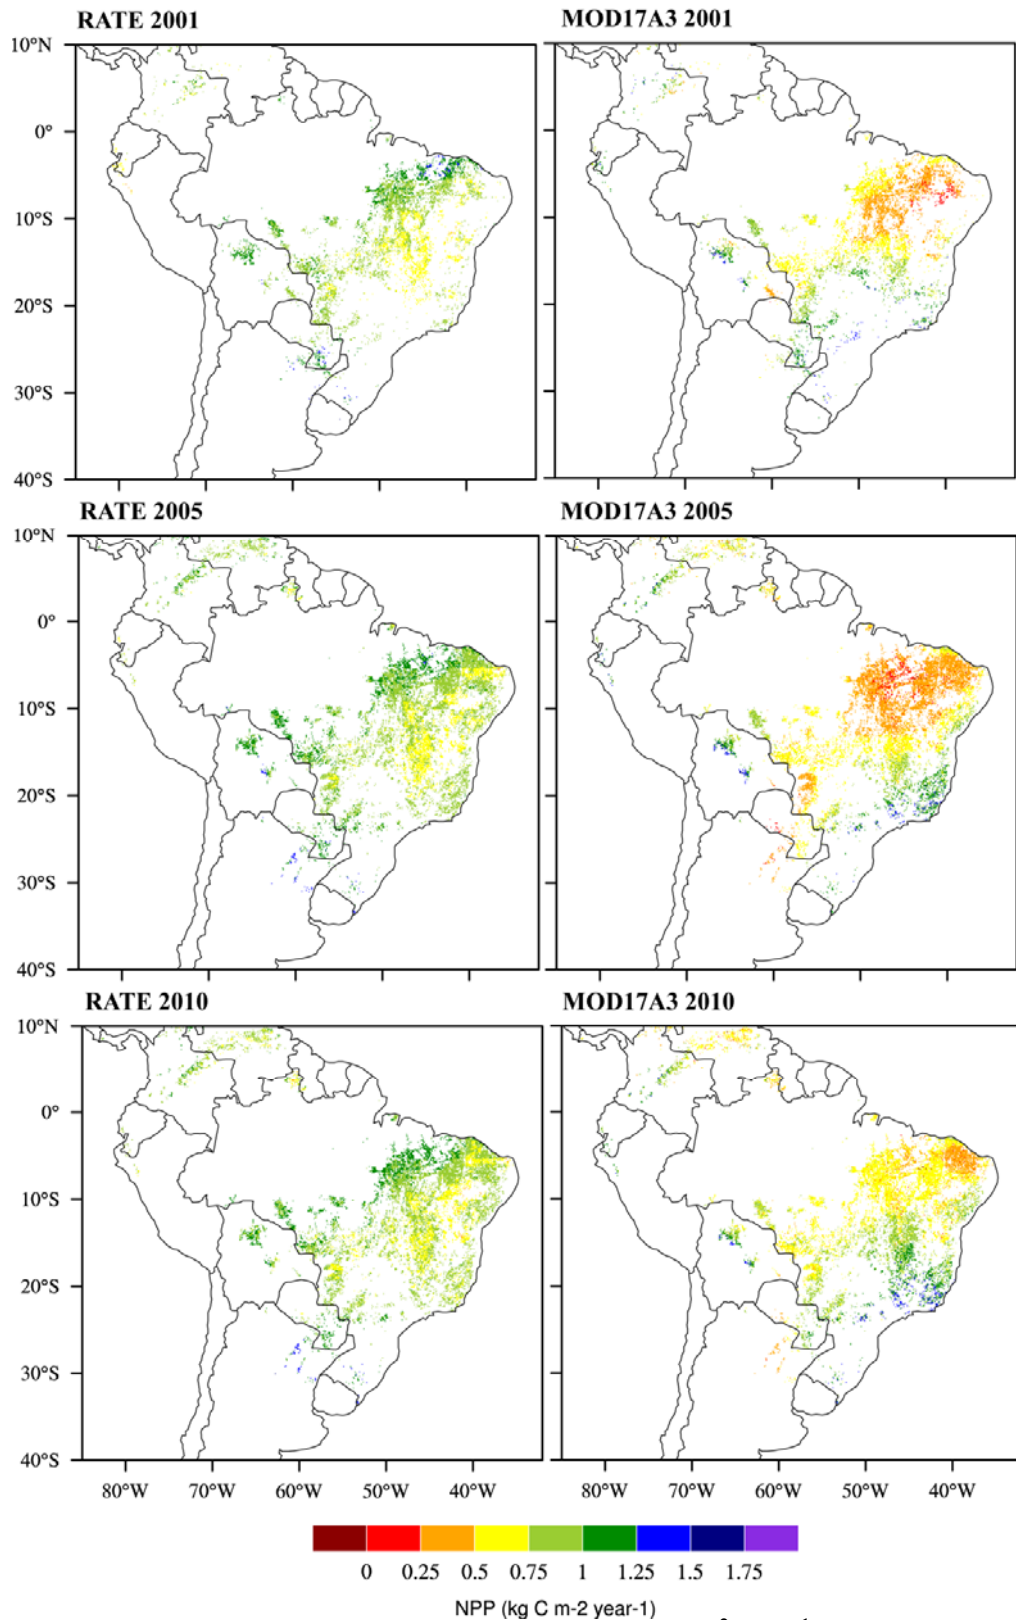 RATE 2001 MOD17A3 2001
10°N
0°
10°S
20°S
30°S
40°S
RATE 2005 MOD17A3 2005
10°N
0°
10°S
20°S
30°S
40°S
RATE 2010 MOD17A3 2010
10°N
0°
10°S
20°S
30°S
40°S
80°W 70°W 60°W 50°W 40°W 80°W 70°W 60°W 50°W 40°W
0 0.25 0.5 0.75 1 1.25 1.5 1.75
NPP (kg C m-2 year-1)